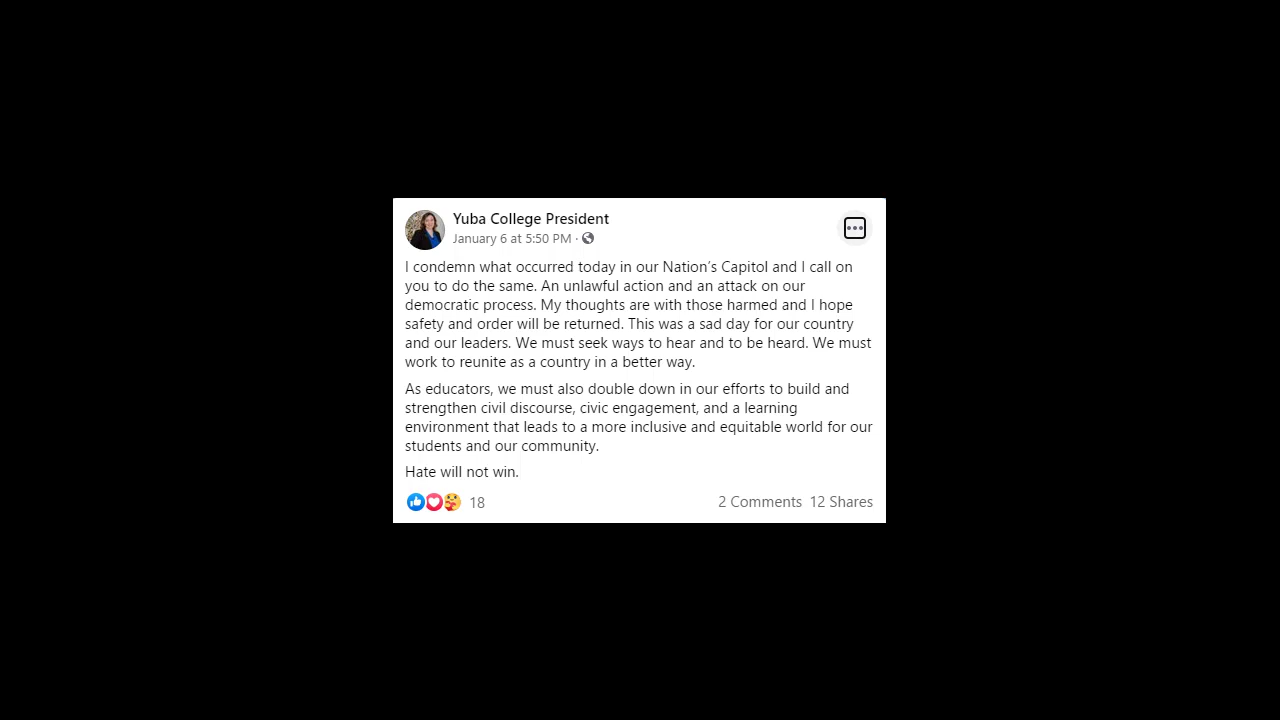 Yuba College President
January 6 at 5:50 PM ·
I condemn what occurred today in our Nation's Capitol and I call on
you to do the same. An unlawful action and an attack on our
democratic process. My thoughts are with those harmed and I hope
safety and order will be returned. This was a sad day for our country
and our leaders. We must seek ways to hear and to be heard. We must
work to reunite as a country in a better way.
As educators, we must also double down in our efforts to build and
strengthen civil discourse, civic engagement, and a learning
environment that leads to a more inclusive and equitable world for our
students and our community.
Hate will not win.
18 2 Comments 12 Shares